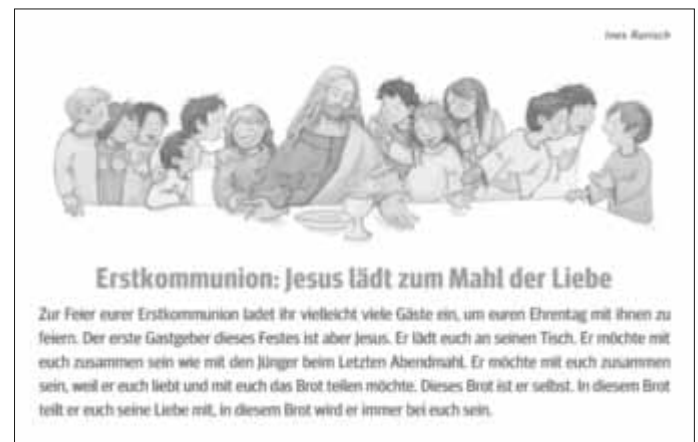 Ines Rarisch
Erstkommunion: Jesus lädt zum Mahl der Liebe
Zur Feier eurer Erstkommunion ladet ihr vielleicht viele Gäste ein, um euren Ehrentag mit ihnen zu
feiern. Der erste Gastgeber dieses Festes ist aber Jesus. Er lädt euch an seinen Tisch. Er möchte mit
euch zusammen sein wie mit den Jünger beim Letzten Abendmahl. Er möchte mit euch zusammen
sein, weil er euch liebt und mit euch das Brot teilen möchte. Dieses Brot ist er selbst. In diesem Brot
teilt er euch seine Liebe mit, in diesem Brot wird er immer bei euch sein.